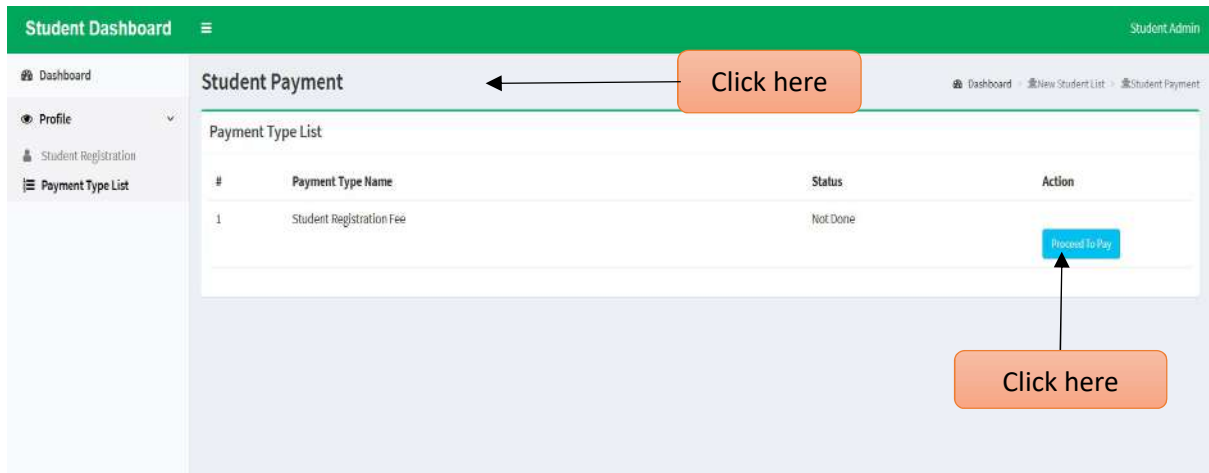 Student Dashboard
Student Admin
Dashboard
Profile
Student Registration
Payment Type List
Student Payment
Click here
Dashboard > New Student List > Student Payment
Payment Type List
# Payment Type Name Status Action
1 Student Registration Fee Not Done
Proceed To Pay
Click here